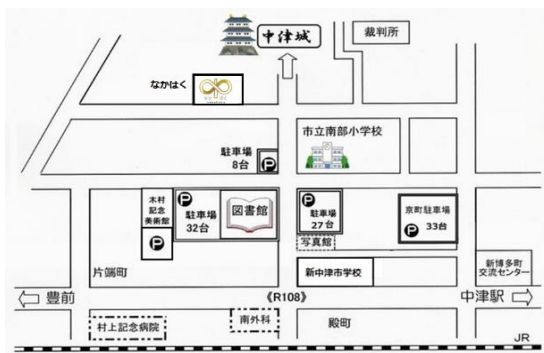 中津城
裁判所
なかはく
市立南部小学校
駐車場
8台
P
木村
記念
美術館
P
P
駐車場
32台
図書館
P
駐車場
27台
写真館
京町駐車場
P 33台
片端町
新中津市学校
新博多町
交流センター
豊前
《R108》
中津駅
村上記念病院
南外科
殿町
JR